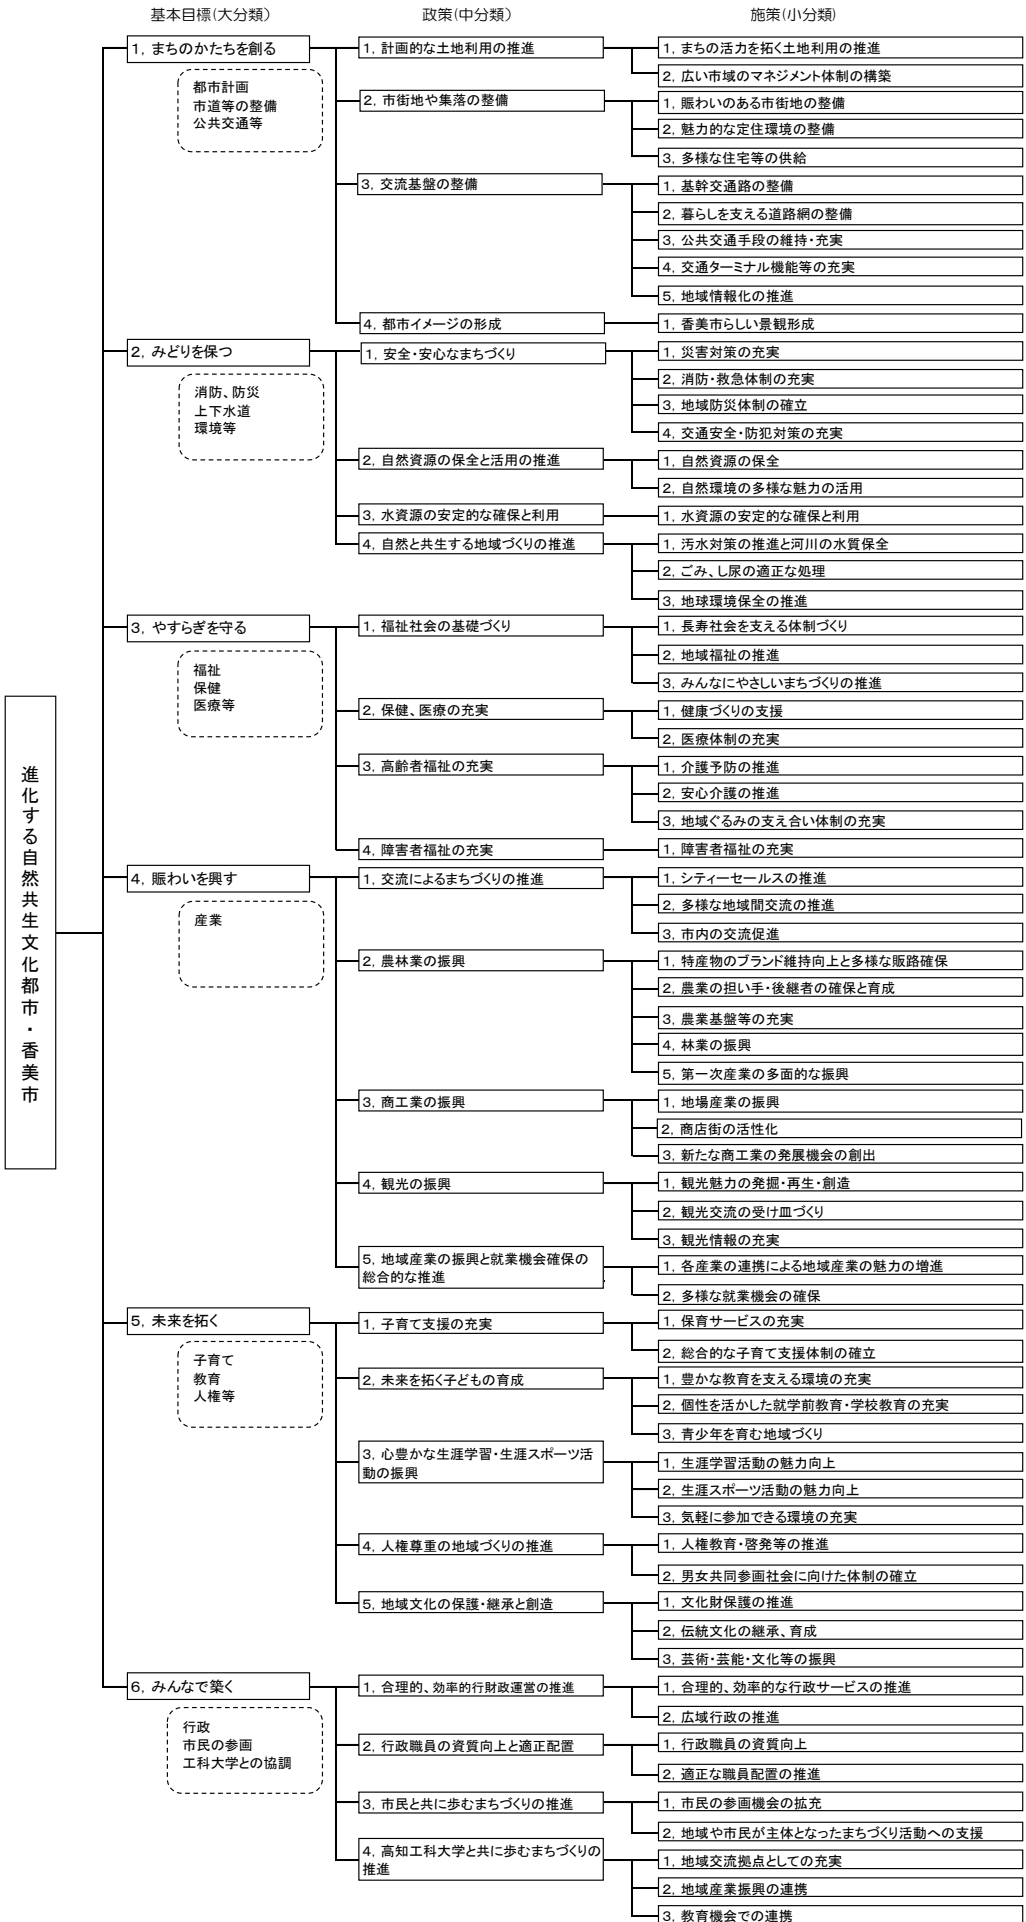 基本目標(大分類)
政策(中分類)
施策(小分類)
進化する自然共生文化都市・香美市
1, まちのかたちを創る
都市計画
市道等の整備
公共交通等
1, 計画的な土地利用の推進
1, まちの活力を拓く土地利用の推進
2, 広い市域のマネジメント体制の構築
2, 市街地や集落の整備
1, 賑わいのある市街地の整備
2, 魅力的な定住環境の整備
3, 多様な住宅等の供給
3, 交流基盤の整備
1, 基幹交通路の整備
2, 暮らしを支える道路網の整備
3, 公共交通手段の維持・充実
4, 交通ターミナル機能等の充実
5, 地域情報化の推進
4, 都市イメージの形成
1, 香美市らしい景観形成
2, みどりを保つ
消防、防災
上下水道
環境等
1, 安全・安心なまちづくり
1, 災害対策の充実
2, 消防・救急体制の充実
3, 地域防災体制の確立
4, 交通安全・防犯対策の充実
2, 自然資源の保全と活用の推進
1, 自然資源の保全
2, 自然環境の多様な魅力の活用
3, 水資源の安定的な確保と利用
1, 水資源の安定的な確保と利用
4, 自然と共生する地域づくりの推進
1, 汚水対策の推進と河川の水質保全
2, ごみ、し尿の適正な処理
3, 地球環境保全の推進
3, やすらぎを守る
福祉
保健
医療等
1, 福祉社会の基礎づくり
1, 長寿社会を支える体制づくり
2, 地域福祉の推進
3, みんなにやさしいまちづくりの推進
2, 保健、医療の充実
1, 健康づくりの支援
2, 医療体制の充実
3, 高齢者福祉の充実
1, 介護予防の推進
2, 安心介護の推進
3, 地域ぐるみの支え合い体制の充実
4, 障害者福祉の充実
1, 障害者福祉の充実
4, 賑わいを興す
産業
1, 交流によるまちづくりの推進
1, シティーセールスの推進
2, 多様な地域間交流の推進
3, 市内の交流促進
2, 農林業の振興
1, 特産物のブランド維持向上と多様な販路確保
2, 農業の担い手・後継者の確保と育成
3, 農業基盤等の充実
4, 林業の振興
5, 第一次産業の多面的な振興
3, 商工業の振興
1, 地場産業の振興
2, 商店街の活性化
3, 新たな商工業の発展機会の創出
4, 観光の振興
1, 観光魅力の発掘・再生・創造
2, 観光交流の受け皿づくり
3, 観光情報の充実
5, 地域産業の振興と就業機会確保の
総合的な推進
1, 各産業の連携による地域産業の魅力の増進
2, 多様な就業機会の確保
5, 未来を拓く
子育て
教育
人権等
1, 子育て支援の充実
1, 保育サービスの充実
2, 総合的な子育て支援体制の確立
2, 未来を拓く子どもの育成
1, 豊かな教育を支える環境の充実
2, 個性を活かした就学前教育・学校教育の充実
3, 青少年を育む地域づくり
3, 心豊かな生涯学習・生涯スポーツ活
動の振興
1, 生涯学習活動の魅力向上
2, 生涯スポーツ活動の魅力向上
3, 気軽に参加できる環境の充実
4, 人権尊重の地域づくりの推進
1, 人権教育・啓発等の推進
2, 男女共同参画社会に向けた体制の確立
5, 地域文化の保護・継承と創造
1, 文化財保護の推進
2, 伝統文化の継承、育成
3, 芸術・芸能・文化等の振興
6, みんなで築く
行政
市民の参画
工科大学との協調
1, 合理的、効率的行財政運営の推進
1, 合理的、効率的な行政サービスの推進
2, 広域行政の推進
2, 行政職員の資質向上と適正配置
1, 行政職員の資質向上
2, 適正な職員配置の推進
3, 市民と共に歩むまちづくりの推進
1, 市民の参画機会の拡充
2, 地域や市民が主体となったまちづくり活動への支援
4, 高知工科大学と共に歩むまちづくりの
推進
1, 地域交流拠点としての充実
2, 地域産業振興の連携
3, 教育機会での連携